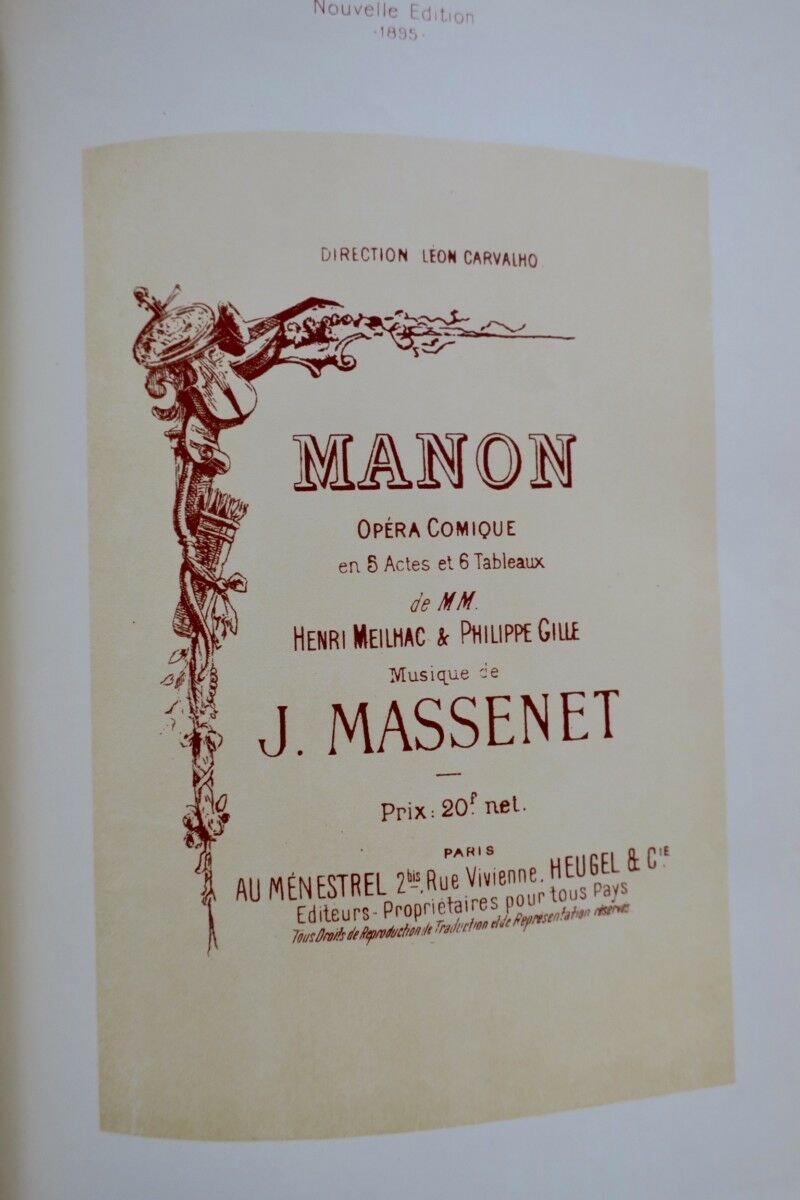 Nouvelle Edition
·1895·
DIRECTION LÉON CARVALHO
MANON
OPÉRA COMIQUE
en 5 Actes et 6 Tableaux
de MM.
HENRI MEILHAC & PHILIPPE GILLE
Musique de
J. MASSENET
Prix: 20f. net.
PARIS
AU MÉNESTREL 2bis, Rue Vivienne. HEUGEL & Cie
Editeurs-Propriétaires pour tous Pays
Tous Droits de Reproduction de Traduction et de Représentation réservés